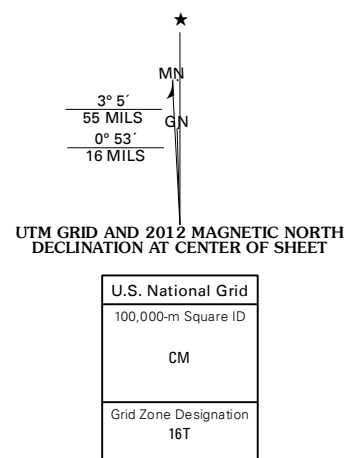 MN
3° 5´
55 MILS
GN
0° 53´
16 MILS
UTM GRID AND 2012 MAGNETIC NORTH
DECLINATION AT CENTER OF SHEET
U.S. National Grid
100,000-m Square ID
CM
Grid Zone Designation
16T